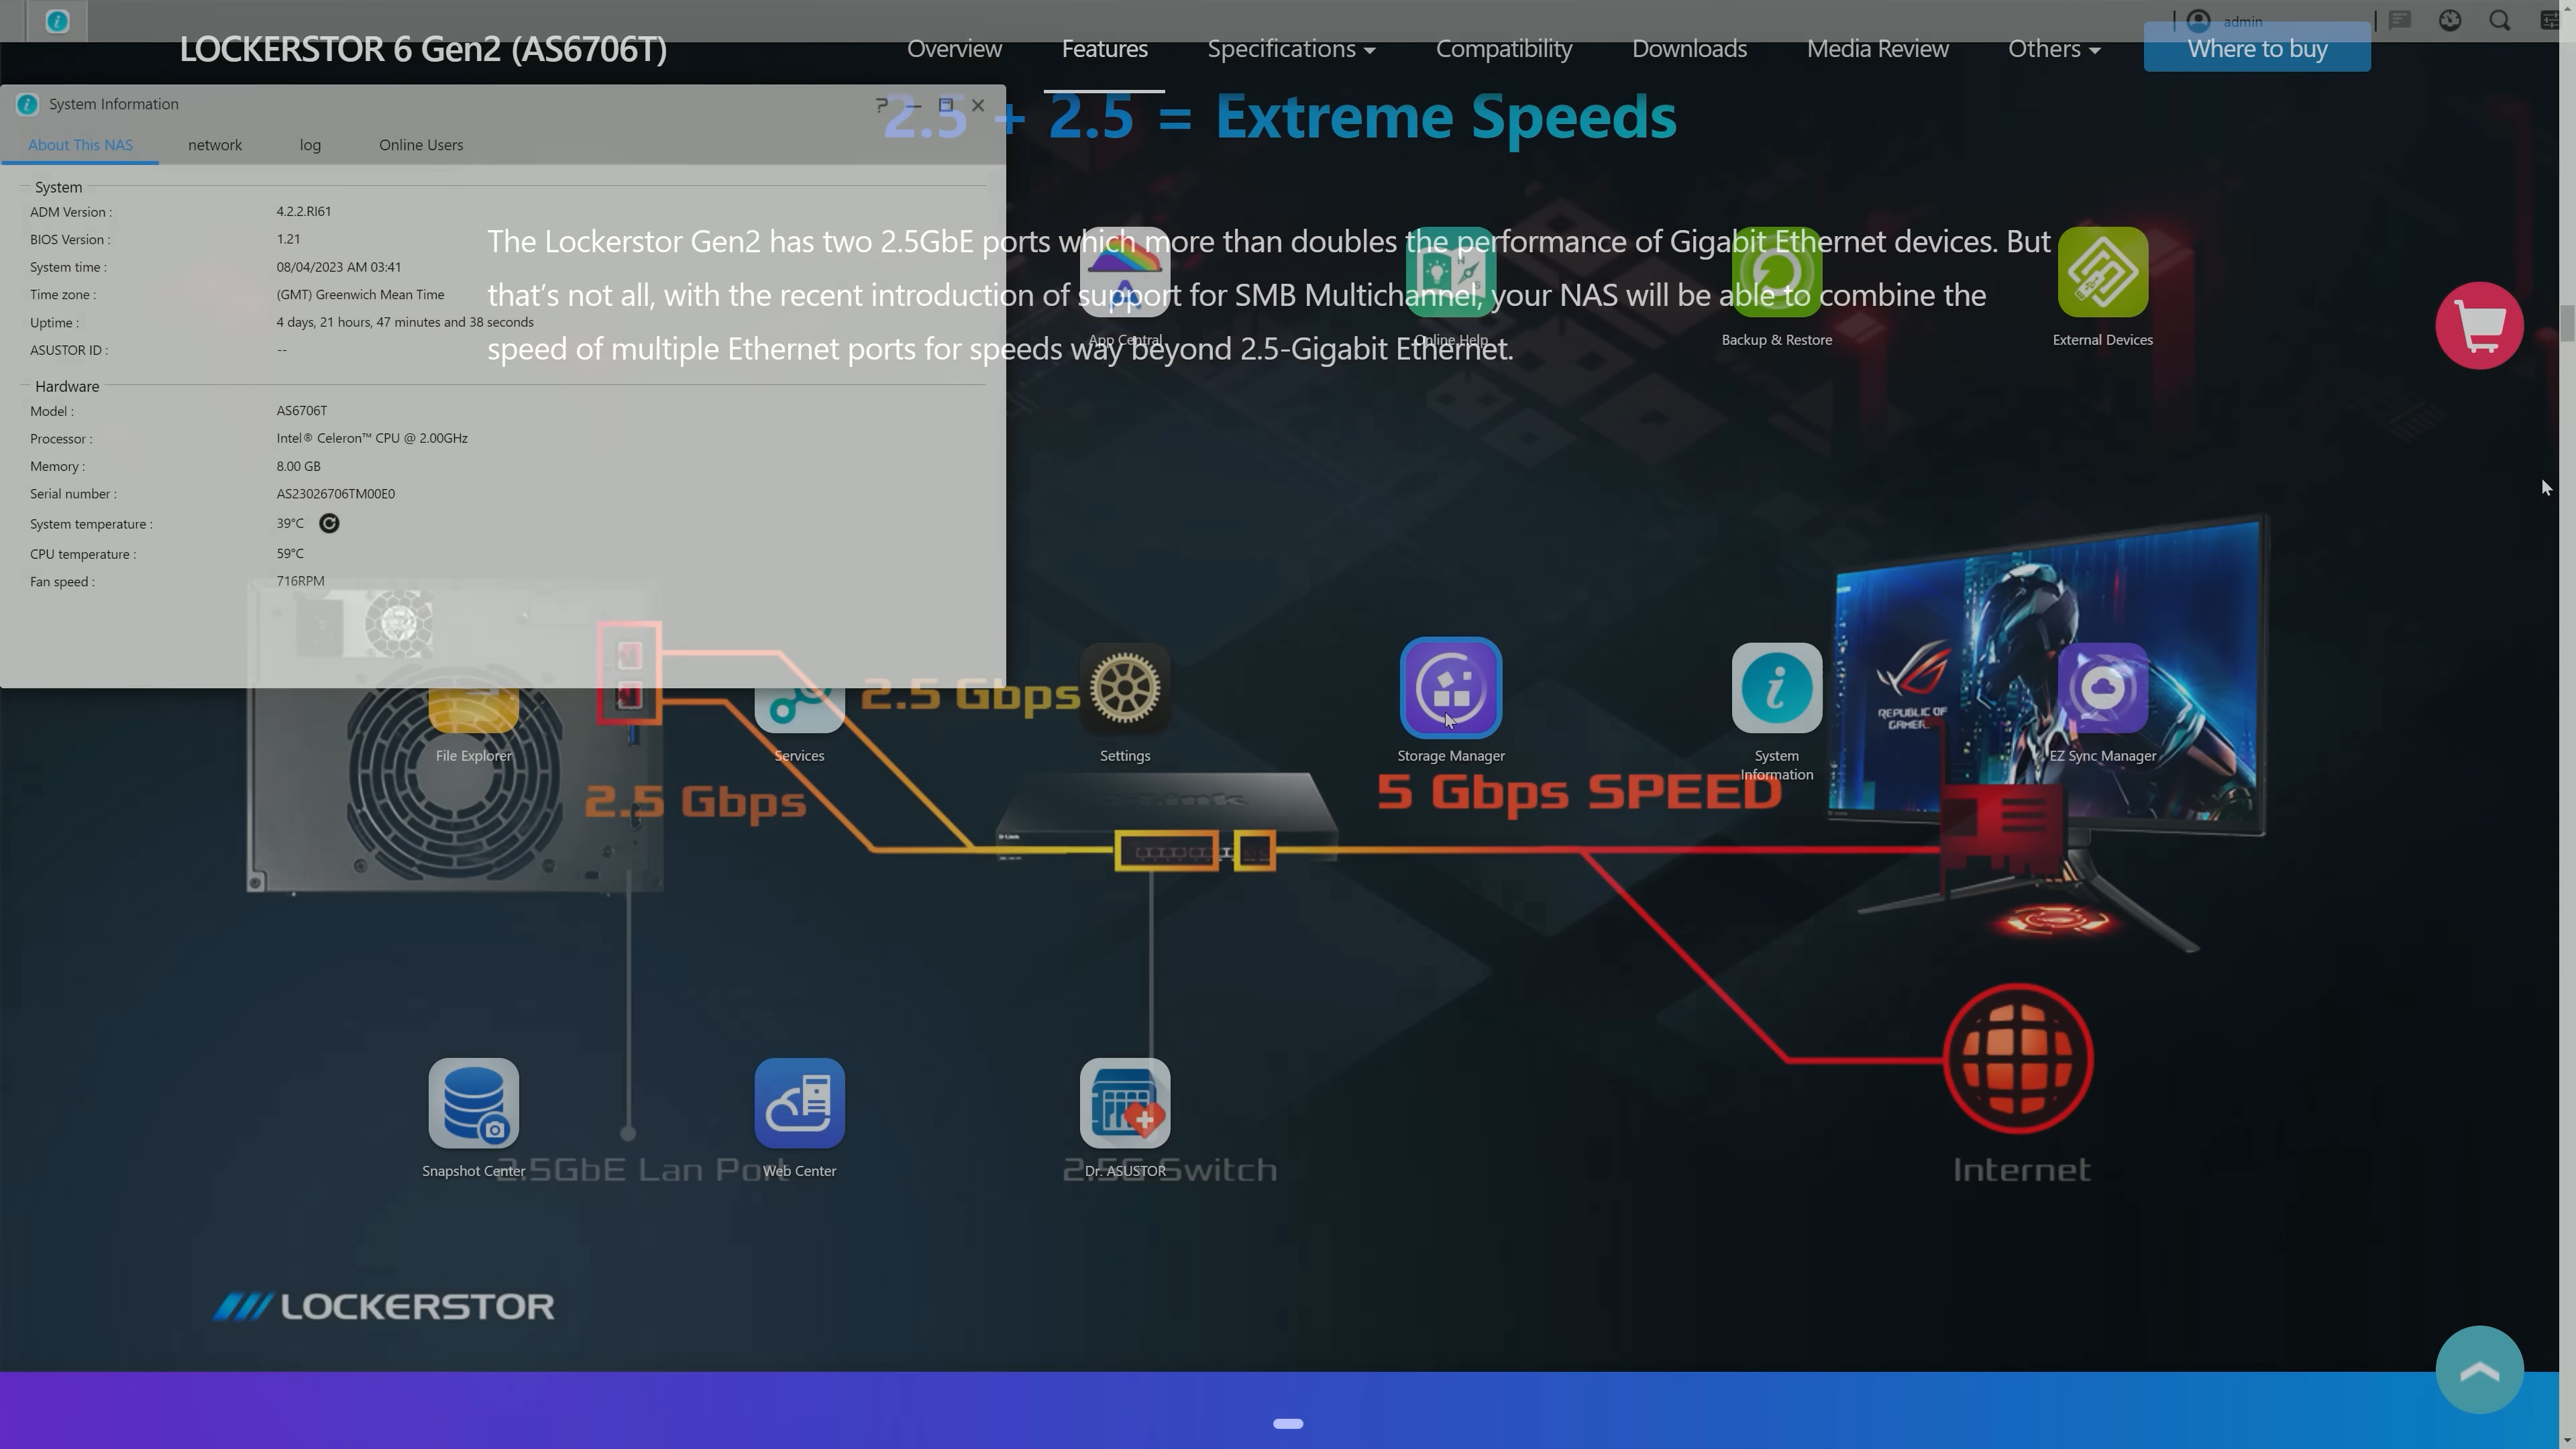 admin
LOCKERSTOR 6 Gen2 (AS6706T)
Overview
Features
Specifications
Compatibility
Downloads
Media Review
Others
Where to buy
System Information
About This NAS
network
log
Online Users
2.5 + 2.5 = Extreme Speeds
System
ADM Version : 4.2.2.RI61
BIOS Version : 1.21
System time : 08/04/2023 AM 03:41
Time zone : (GMT) Greenwich Mean Time
Uptime : 4 days, 21 hours, 47 minutes and 38 seconds
ASUSTOR ID : --
Hardware
Model : AS6706T
Processor : Intel® Celeron™ CPU @ 2.00GHz
Memory : 8.00 GB
Serial number : AS23026706TM00E0
System temperature : 39°C
CPU temperature : 59°C
Fan speed : 716RPM
The Lockerstor Gen2 has two 2.5GbE ports which more than doubles the performance of Gigabit Ethernet devices. But
that's not all, with the recent introduction of support for SMB Multichannel, your NAS will be able to combine the
speed of multiple Ethernet ports for speeds way beyond 2.5-Gigabit Ethernet.
App Central
Online Help
Backup & Restore
External Devices
File Explorer
Services
Settings
Storage Manager
System
Information
EZ Sync Manager
2.5 Gbps
2.5 Gbps
5 Gbps SPEED
REPUBLIC OF
Snapshot Center
Web Center
Dr. ASUSTOR
2.5GbE Lan Port
2.5G Switch
Internet
LOCKERSTOR